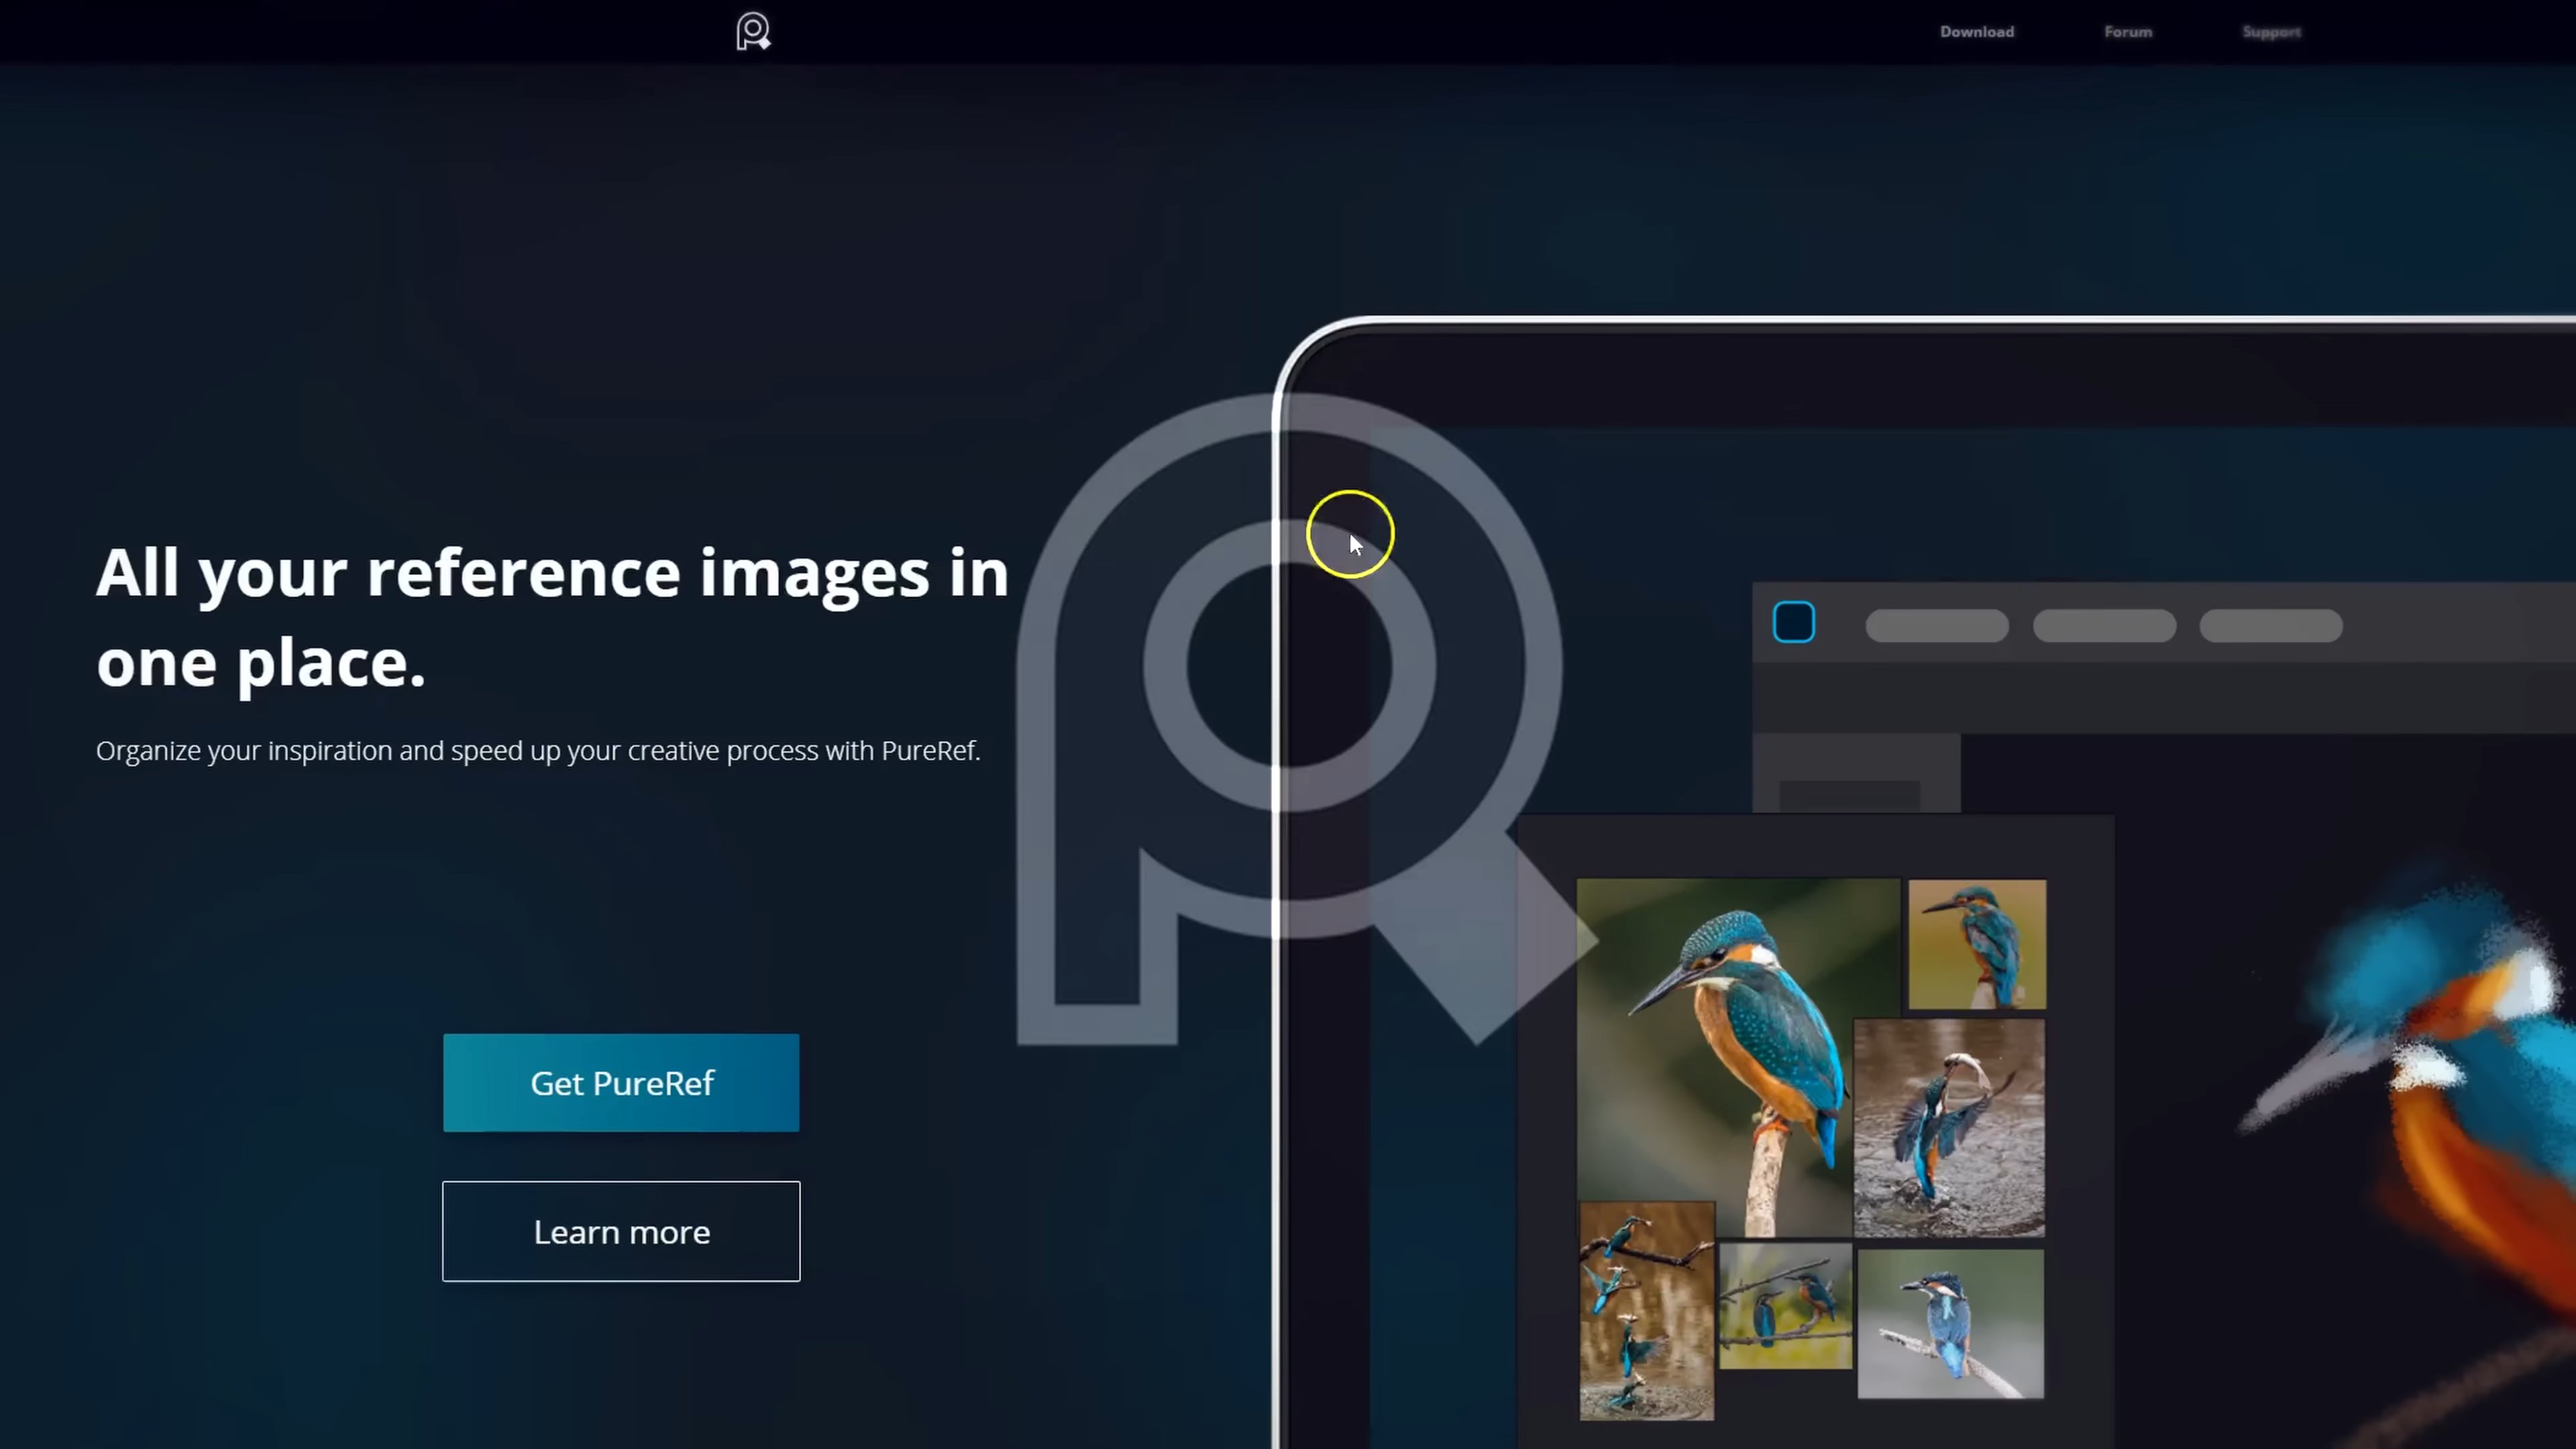 Download
Forum
Support
All your reference images in
one place.
Organize your inspiration and speed up your creative process with PureRef.
Get PureRef
Learn more